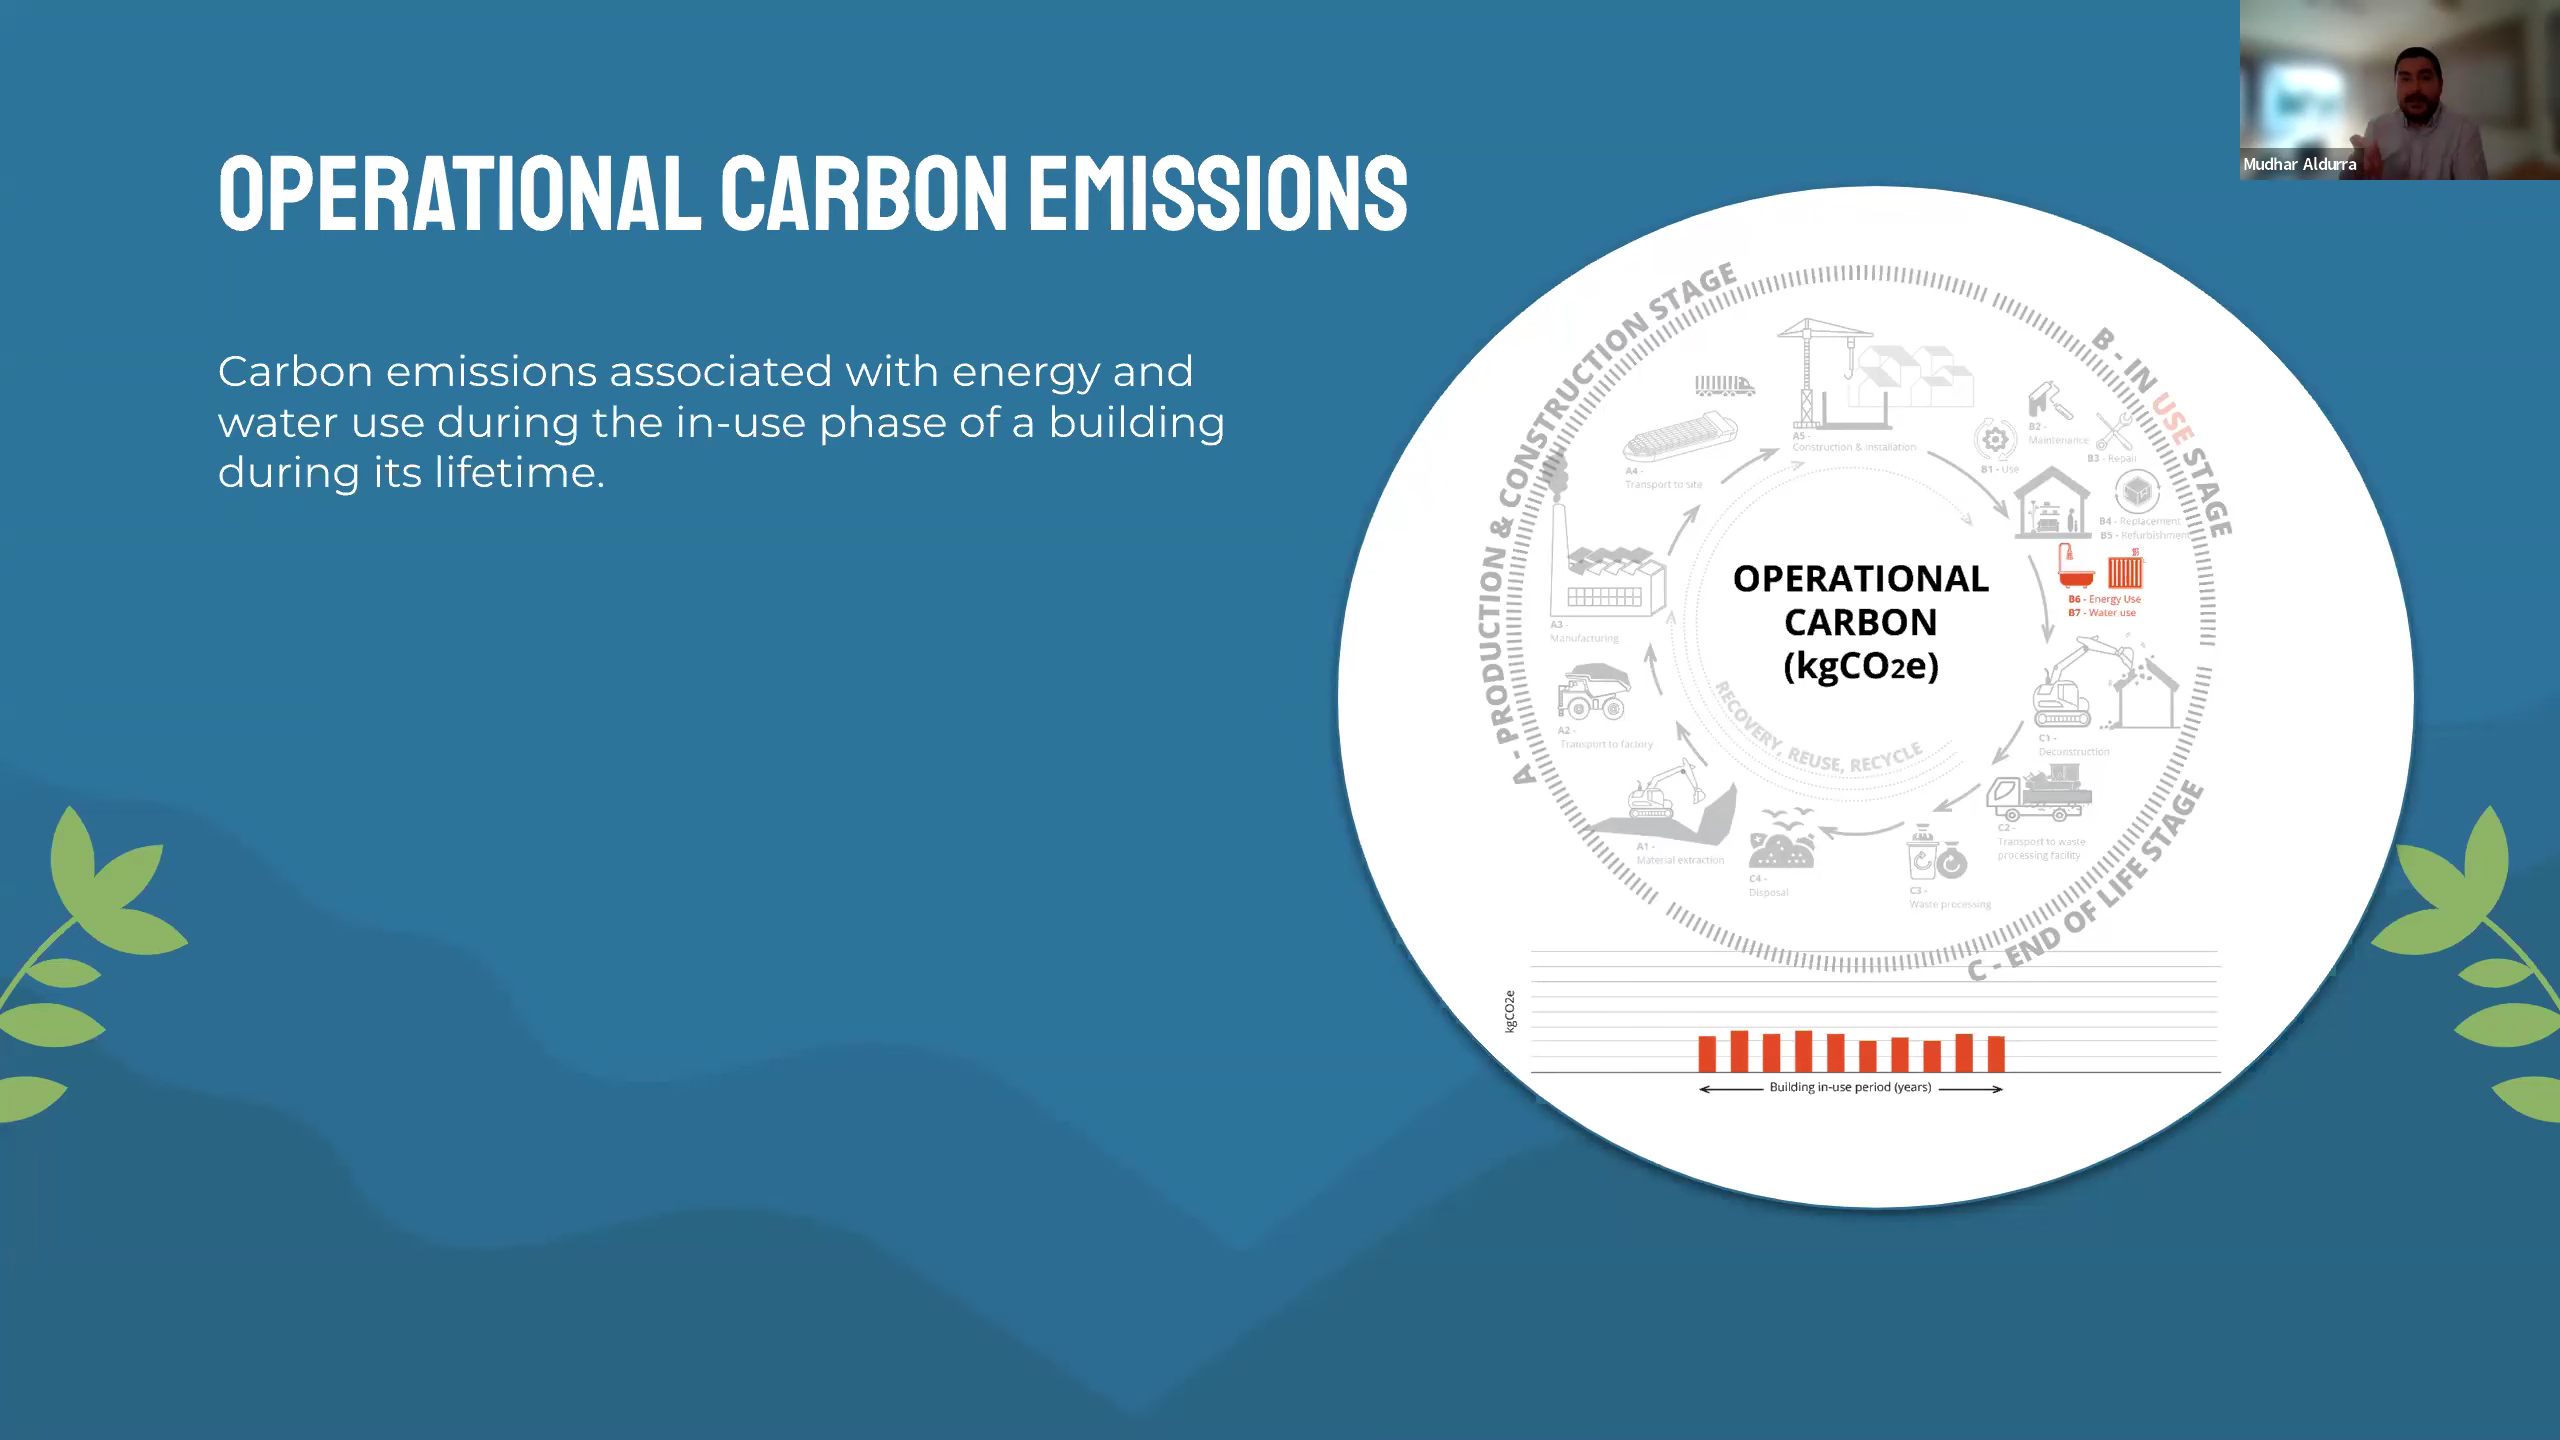 Mudhar Aldurra
OPERATIONAL CARBON EMISSIONS
Carbon emissions associated with energy and
water use during the in-use phase of a building
during its lifetime.
A - PRODUCTION & CONSTRUCTION STAGE
B - IN USE STAGE
C - END OF LIFE STAGE
A5 -
Construction & installation
A4 -
Transport to site
A3 -
Manufacturing
A2 -
Transport to factory
A1 -
Material extraction
B1 - Use
B2 -
Maintenance
B3 - Repair
B4 - Replacement
B5 - Refurbishment
B6 - Energy Use
B7 - Water use
C1 -
Deconstruction
C2 -
Transport to waste
processing facility
C3 -
Waste processing
C4 -
Disposal
OPERATIONAL
CARBON
(kgCO2e)
RECOVERY, REUSE, RECYCLE
kgCO2e
Building in-use period (years)